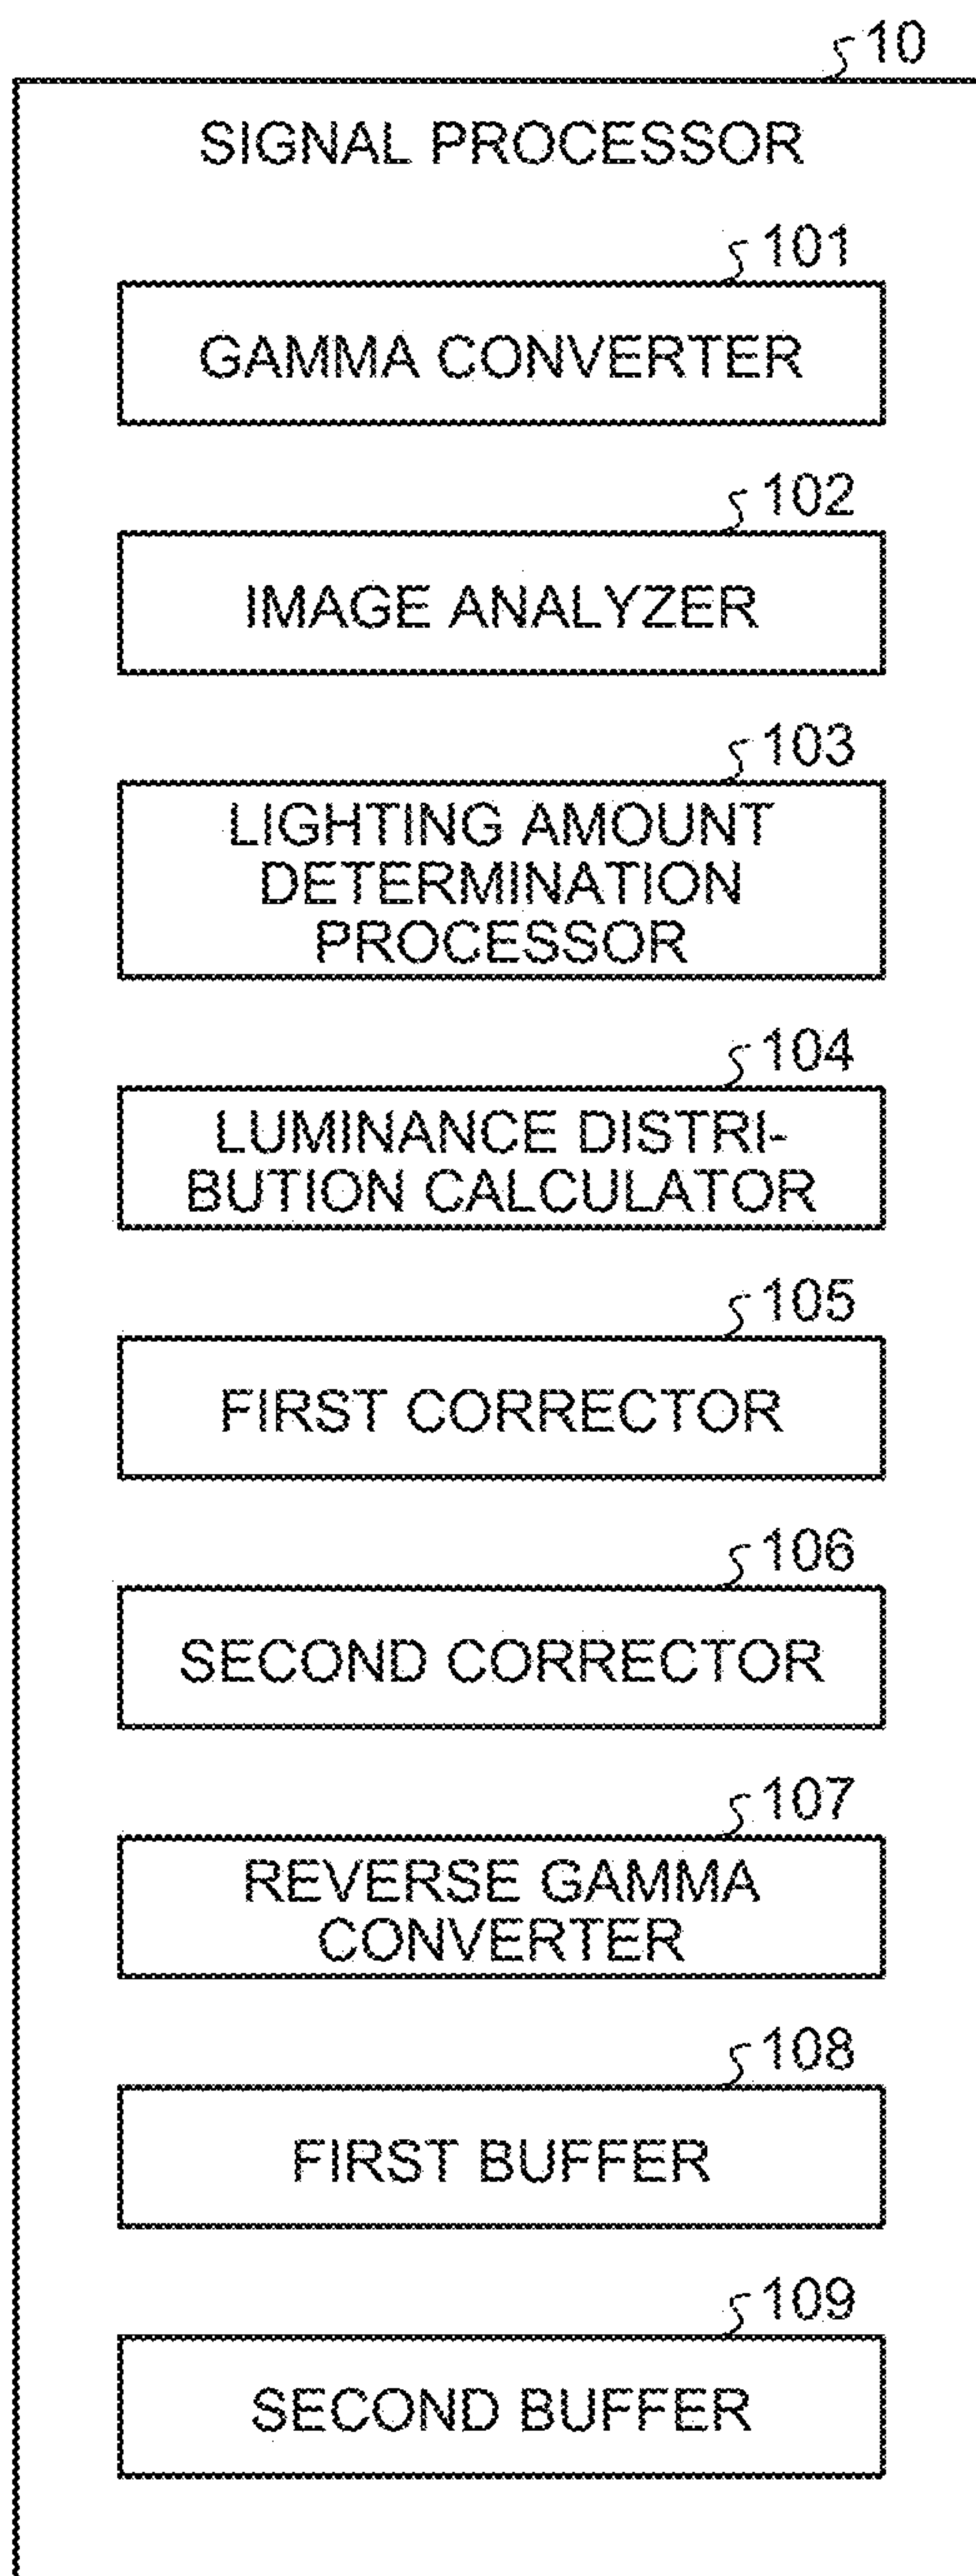 10
SIGNAL PROCESSOR
101
GAMMA CONVERTER
102
IMAGE ANALYZER
103
LIGHTING AMOUNT
DETERMINATION
PROCESSOR
104
LUMINANCE DISTRI-
BUTION CALCULATOR
105
FIRST CORRECTOR
106
SECOND CORRECTOR
107
REVERSE GAMMA
CONVERTER
108
FIRST BUFFER
109
SECOND BUFFER